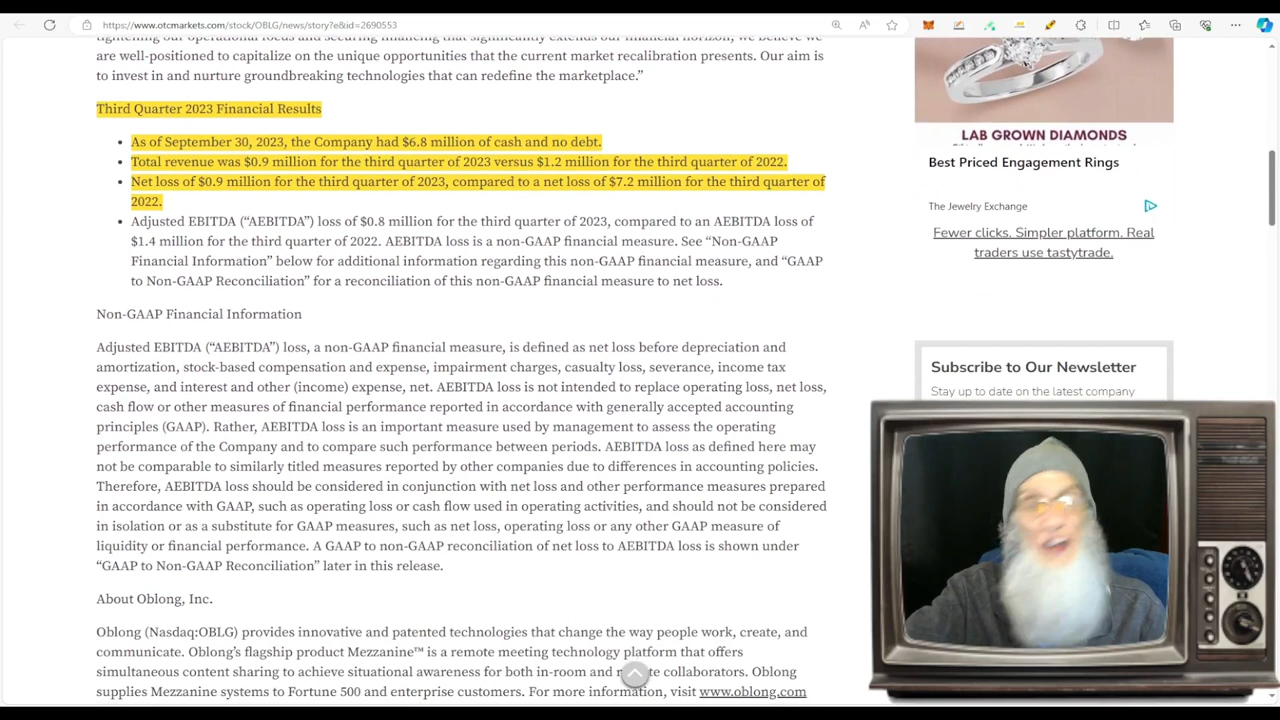 https://www.otcmarkets.com/stock/OBLG/news/story?e&id=2690553
tightening our operational focus and securing financing that significantly extends our financial horizon, we believe we
are well-positioned to capitalize on the unique opportunities that the current market recalibration presents. Our aim is
to invest in and nurture groundbreaking technologies that can redefine the marketplace.”
Third Quarter 2023 Financial Results
• As of September 30, 2023, the Company had $6.8 million of cash and no debt.
• Total revenue was $0.9 million for the third quarter of 2023 versus $1.2 million for the third quarter of 2022.
• Net loss of $0.9 million for the third quarter of 2023, compared to a net loss of $7.2 million for the third quarter of
2022.
• Adjusted EBITDA (“AEBITDA”) loss of $0.8 million for the third quarter of 2023, compared to an AEBITDA loss of
$1.4 million for the third quarter of 2022. AEBITDA loss is a non-GAAP financial measure. See “Non-GAAP
Financial Information” below for additional information regarding this non-GAAP financial measure, and “GAAP
to Non-GAAP Reconciliation” for a reconciliation of this non-GAAP financial measure to net loss.
Non-GAAP Financial Information
Adjusted EBITDA (“AEBITDA”) loss, a non-GAAP financial measure, is defined as net loss before depreciation and
amortization, stock-based compensation and expense, impairment charges, casualty loss, severance, income tax
expense, and interest and other (income) expense, net. AEBITDA loss is not intended to replace operating loss, net loss,
cash flow or other measures of financial performance reported in accordance with generally accepted accounting
principles (GAAP). Rather, AEBITDA loss is an important measure used by management to assess the operating
performance of the Company and to compare such performance between periods. AEBITDA loss as defined here may
not be comparable to similarly titled measures reported by other companies due to differences in accounting policies.
Therefore, AEBITDA loss should be considered in conjunction with net loss and other performance measures prepared
in accordance with GAAP, such as operating loss or cash flow used in operating activities, and should not be considered
in isolation or as a substitute for GAAP measures, such as net loss, operating loss or any other GAAP measure of
liquidity or financial performance. A GAAP to non-GAAP reconciliation of net loss to AEBITDA loss is shown under
“GAAP to Non-GAAP Reconciliation” later in this release.
About Oblong, Inc.
Oblong (Nasdaq:OBLG) provides innovative and patented technologies that change the way people work, create, and
communicate. Oblong’s flagship product Mezzanine™ is a remote meeting technology platform that offers
simultaneous content sharing to achieve situational awareness for both in-room and collaborators. Oblong
supplies Mezzanine systems to Fortune 500 and enterprise customers. For more information, visit www.oblong.com
LAB GROWN DIAMONDS
Best Priced Engagement Rings
The Jewelry Exchange
Fewer clicks. Simpler platform. Real
traders use tastytrade.
Subscribe to Our Newsletter
Stay up to date on the latest company